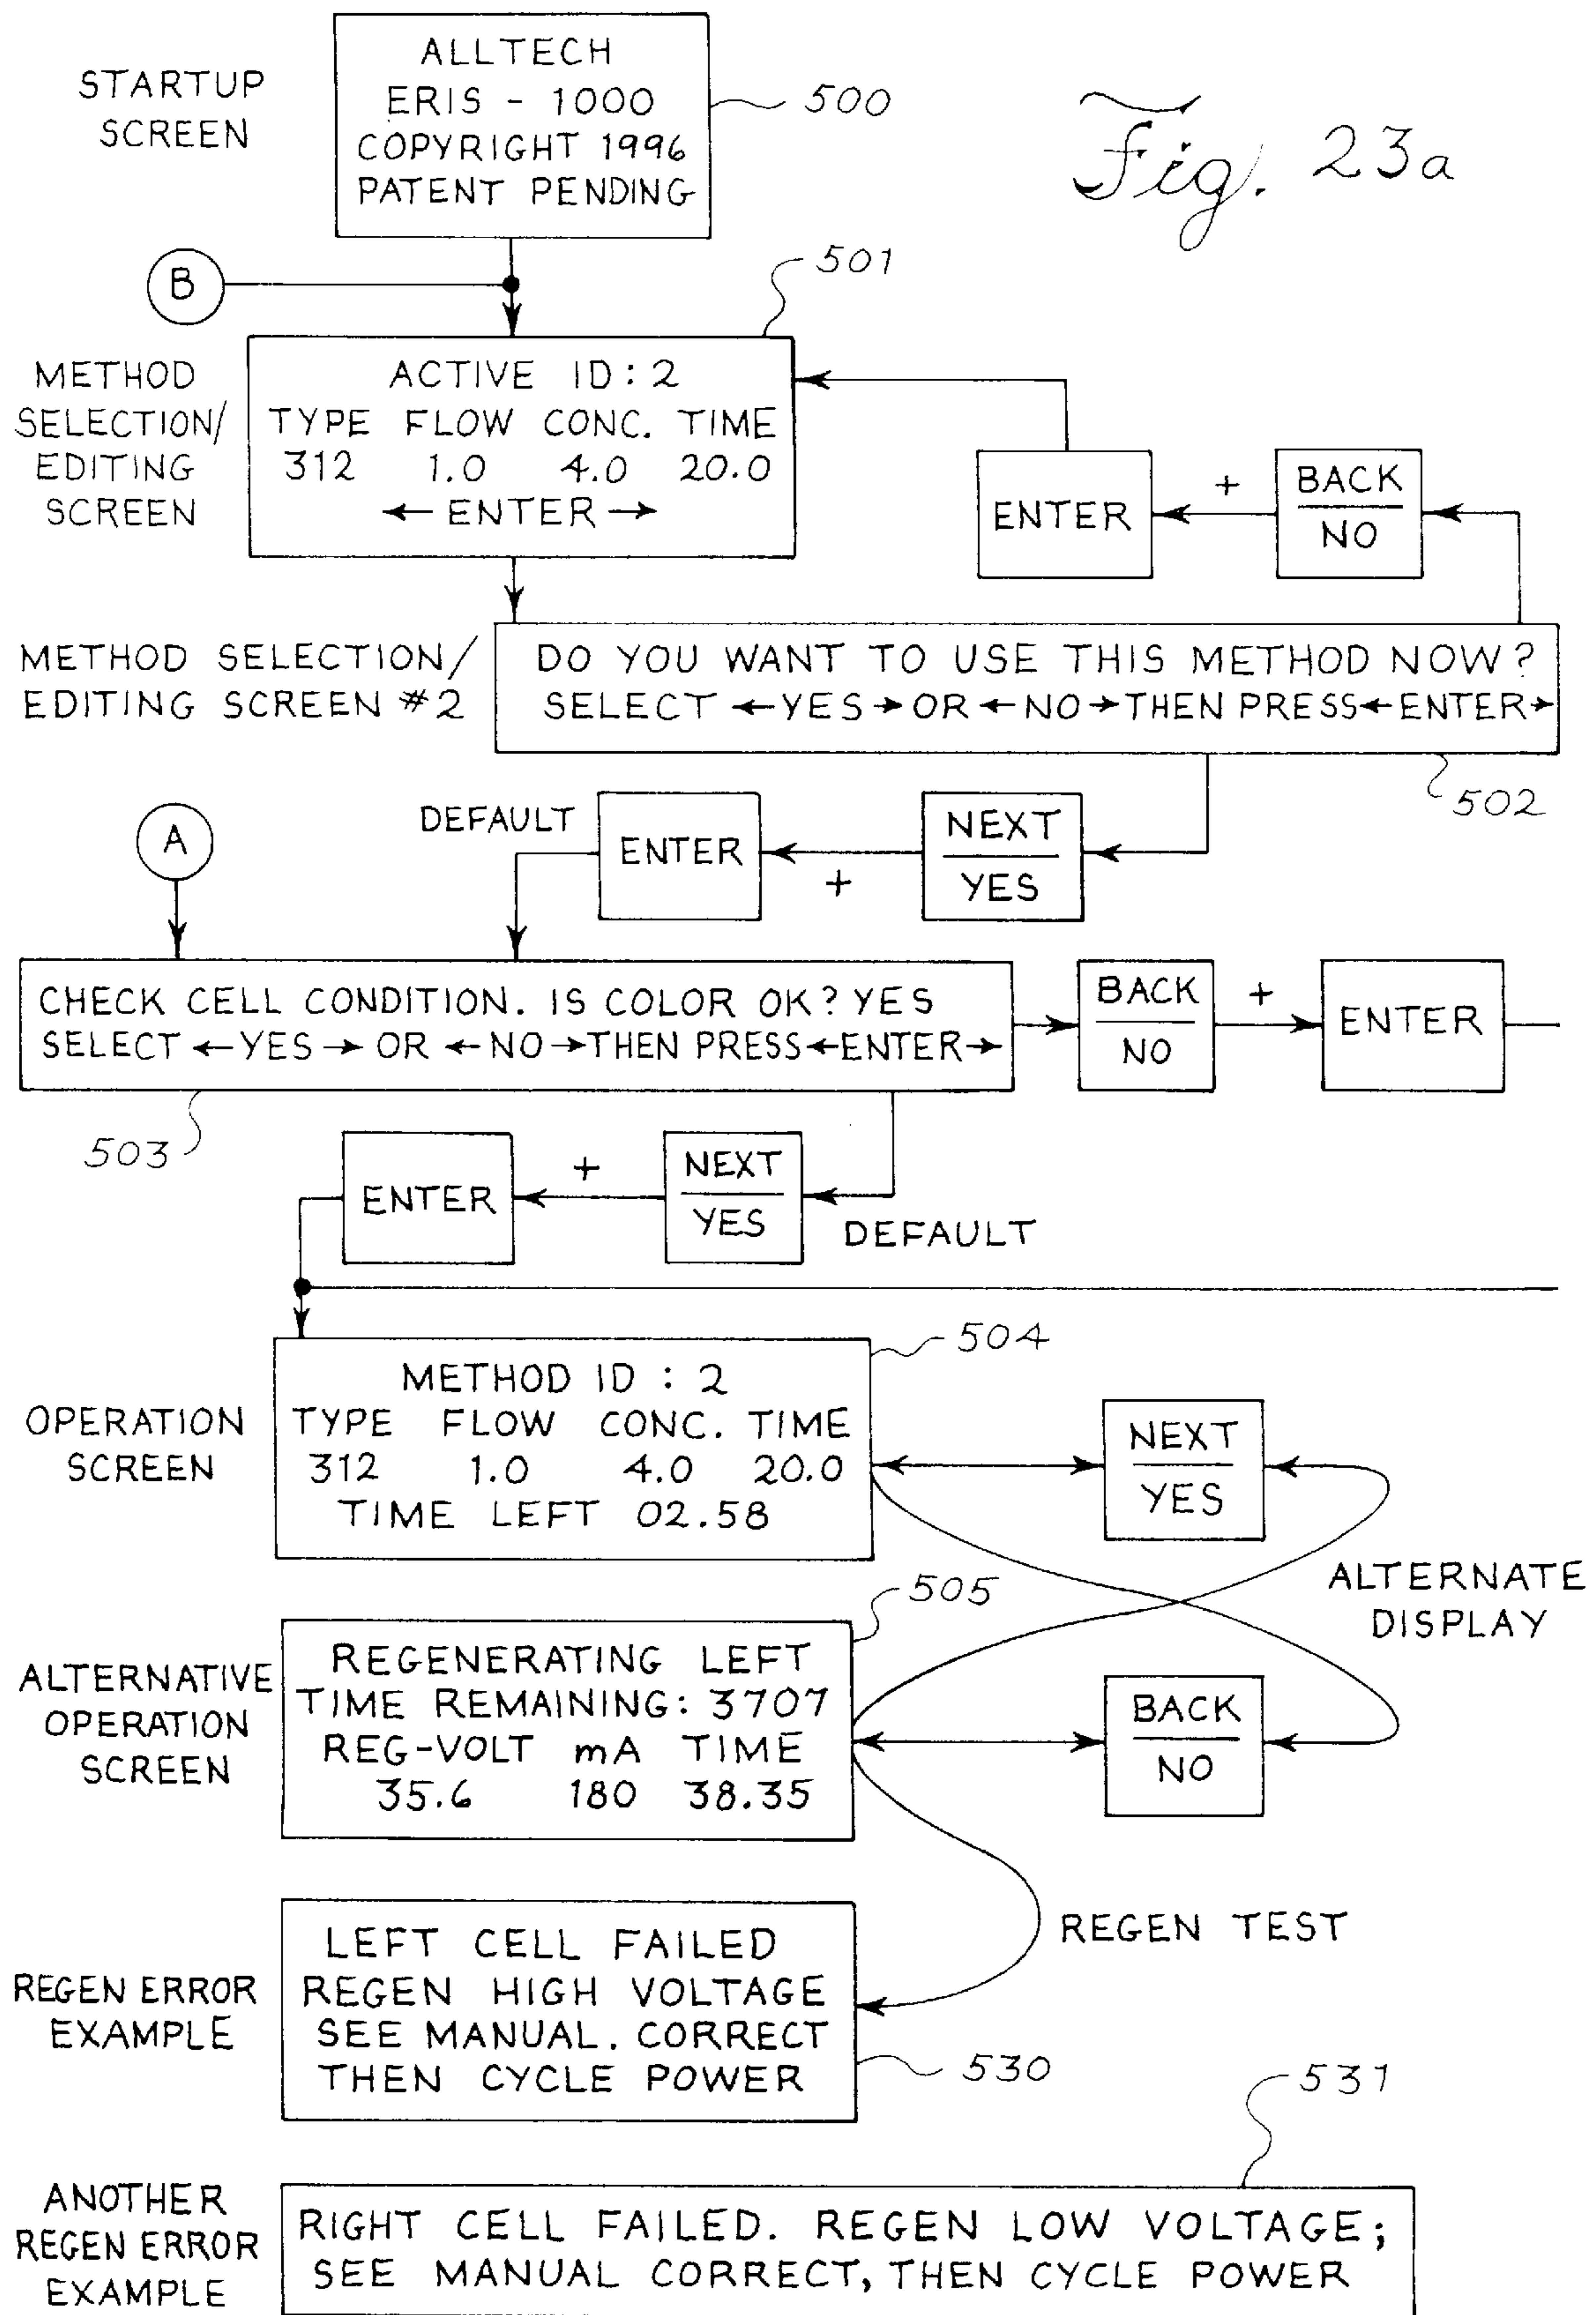 Fig. 23a
STARTUP
SCREEN
ALLTECH
ERIS - 1000
COPYRIGHT 1996
PATENT PENDING
500
B
501
METHOD
SELECTION/
EDITING
SCREEN
ACTIVE ID: 2
TYPE FLOW CONC. TIME
312 1.0 4.0 20.0
← ENTER →
ENTER
+
BACK
NO
METHOD SELECTION/
EDITING SCREEN #2
DO YOU WANT TO USE THIS METHOD NOW?
SELECT ←YES→ OR ←NO→ THEN PRESS ←ENTER→
502
A
DEFAULT
ENTER
+
NEXT
YES
CHECK CELL CONDITION. IS COLOR OK? YES
SELECT ←YES→ OR ←NO→ THEN PRESS ←ENTER→
BACK
NO
+
ENTER
503
ENTER
+
NEXT
YES
DEFAULT
504
OPERATION
SCREEN
METHOD ID : 2
TYPE FLOW CONC. TIME
312 1.0 4.0 20.0
TIME LEFT 02.58
NEXT
YES
ALTERNATE
DISPLAY
505
ALTERNATIVE
OPERATION
SCREEN
REGENERATING LEFT
TIME REMAINING: 3707
REG-VOLT mA TIME
35.6 180 38.35
BACK
NO
REGEN TEST
REGEN ERROR
EXAMPLE
LEFT CELL FAILED
REGEN HIGH VOLTAGE
SEE MANUAL. CORRECT
THEN CYCLE POWER
530
531
ANOTHER
REGEN ERROR
EXAMPLE
RIGHT CELL FAILED. REGEN LOW VOLTAGE;
SEE MANUAL CORRECT, THEN CYCLE POWER